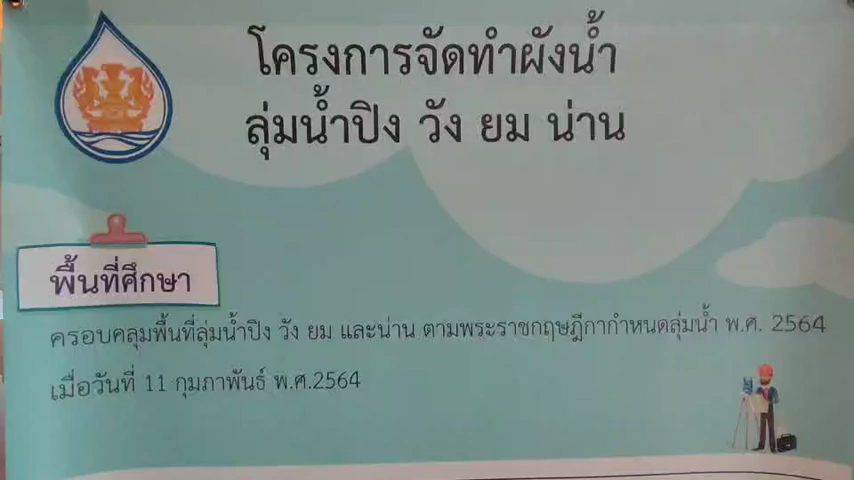 โครงการจัดทำผังน้ำ
ลุ่มน้ำปิง วัง ยม น่าน
พื้นที่ศึกษา
ครอบคลุมพื้นที่ลุ่มน้ำปิง วัง ยม และน่าน ตามพระราชกฤษฎีกากำหนดลุ่มน้ำ พ.ศ. 2564
เมื่อวันที่ 11 กุมภาพันธ์ พ.ศ.2564